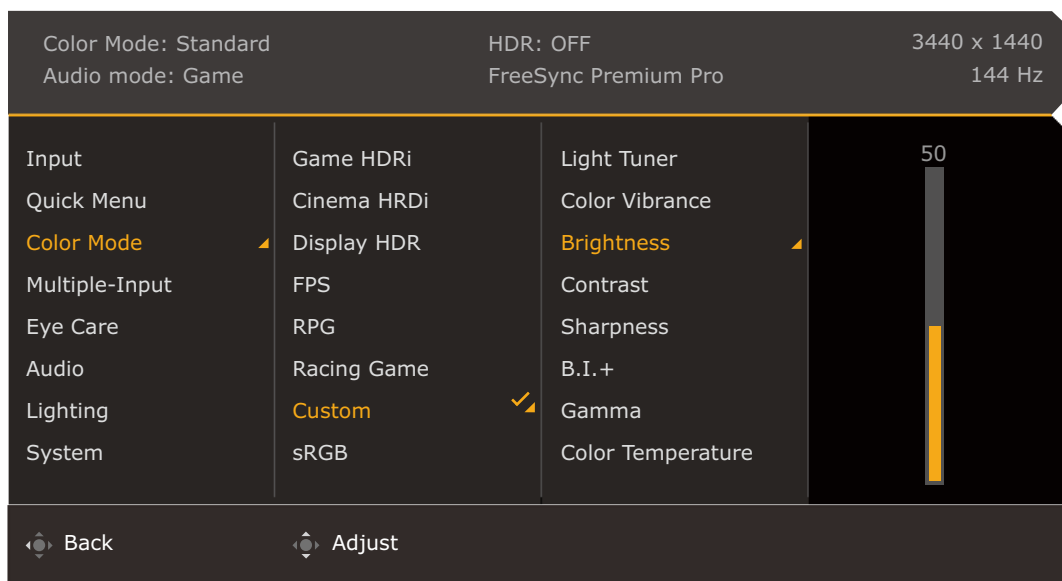 Color Mode: Standard
HDR: OFF
3440 x 1440
Audio mode: Game
FreeSync Premium Pro
144 Hz
Input
Quick Menu
Color Mode
Multiple-Input
Eye Care
Audio
Lighting
System
Game HDRi
Cinema HRDi
Display HDR
FPS
RPG
Racing Game
Custom
sRGB
Light Tuner
Color Vibrance
Brightness
Contrast
Sharpness
B.I.+
Gamma
Color Temperature
50
Back
Adjust